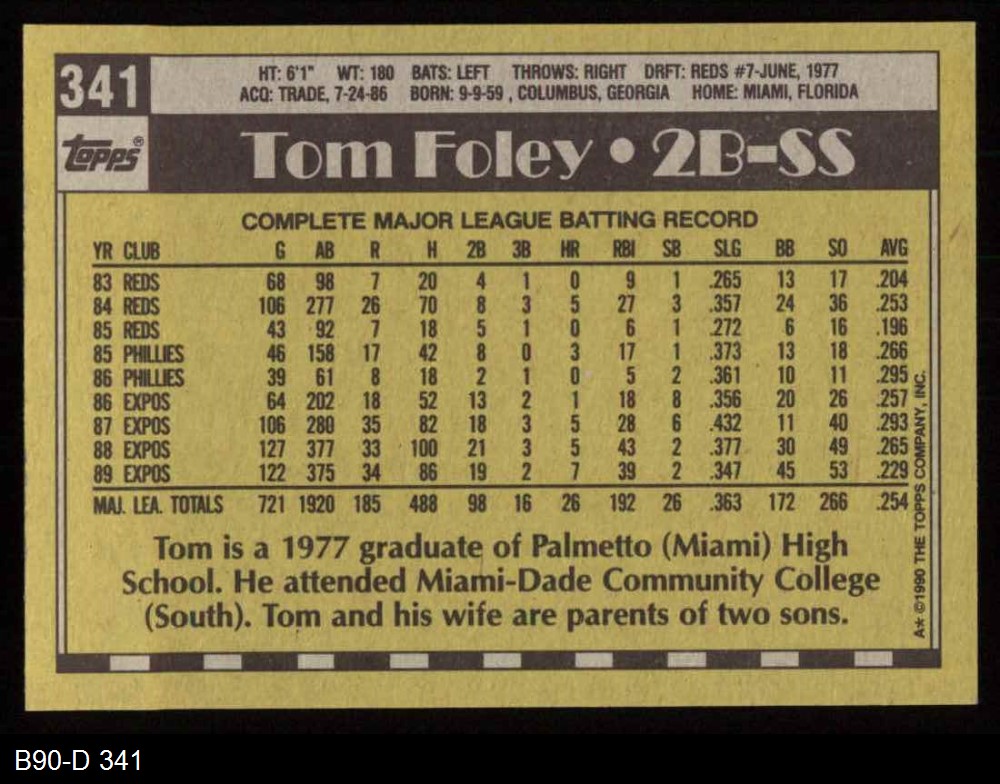 341
HT: 6'1" WT: 180 BATS: LEFT THROWS: RIGHT DRFT: REDS #7-JUNE, 1977
ACQ: TRADE, 7-24-86 BORN: 9-9-59 , COLUMBUS, GEORGIA HOME: MIAMI, FLORIDA
Topps®
Tom Foley • 2B-SS
COMPLETE MAJOR LEAGUE BATTING RECORD
YR CLUB G AB R H 2B 3B HR RBI SB SLG BB SO AVG
83 REDS 68 98 7 20 4 1 0 9 1 .265 13 17 .204
84 REDS 106 277 26 70 8 3 5 27 3 .357 24 36 .253
85 REDS 43 92 7 18 5 1 0 6 1 .272 6 16 .196
85 PHILLIES 46 158 17 42 8 0 3 17 1 .373 13 18 .266
86 PHILLIES 39 61 8 18 2 1 0 5 2 .361 10 11 .295
86 EXPOS 64 202 18 52 13 2 1 18 8 .356 20 26 .257
87 EXPOS 106 280 35 82 18 3 5 28 6 .432 11 40 .293
88 EXPOS 127 377 33 100 21 3 5 43 2 .377 30 49 .265
89 EXPOS 122 375 34 86 19 2 7 39 2 .347 45 53 .229
MAJ. LEA. TOTALS 721 1920 185 488 98 16 26 192 26 .363 172 266 .254
Tom is a 1977 graduate of Palmetto (Miami) High
School. He attended Miami-Dade Community College
(South). Tom and his wife are parents of two sons.
A* ©1990 THE TOPPS COMPANY, INC.
B90-D 341